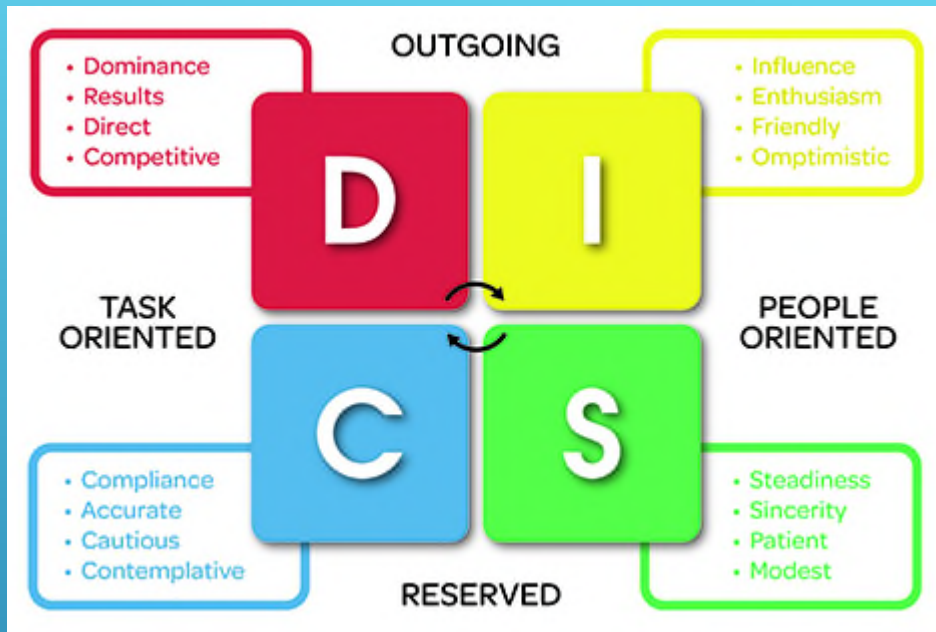 OUTGOING
• Dominance
• Results
• Direct
• Competitive
• Influence
• Enthusiasm
• Friendly
• Omptimistic
D
I
TASK
ORIENTED
PEOPLE
ORIENTED
C
S
• Compliance
• Accurate
• Cautious
• Contemplative
• Steadiness
• Sincerity
• Patient
• Modest
RESERVED